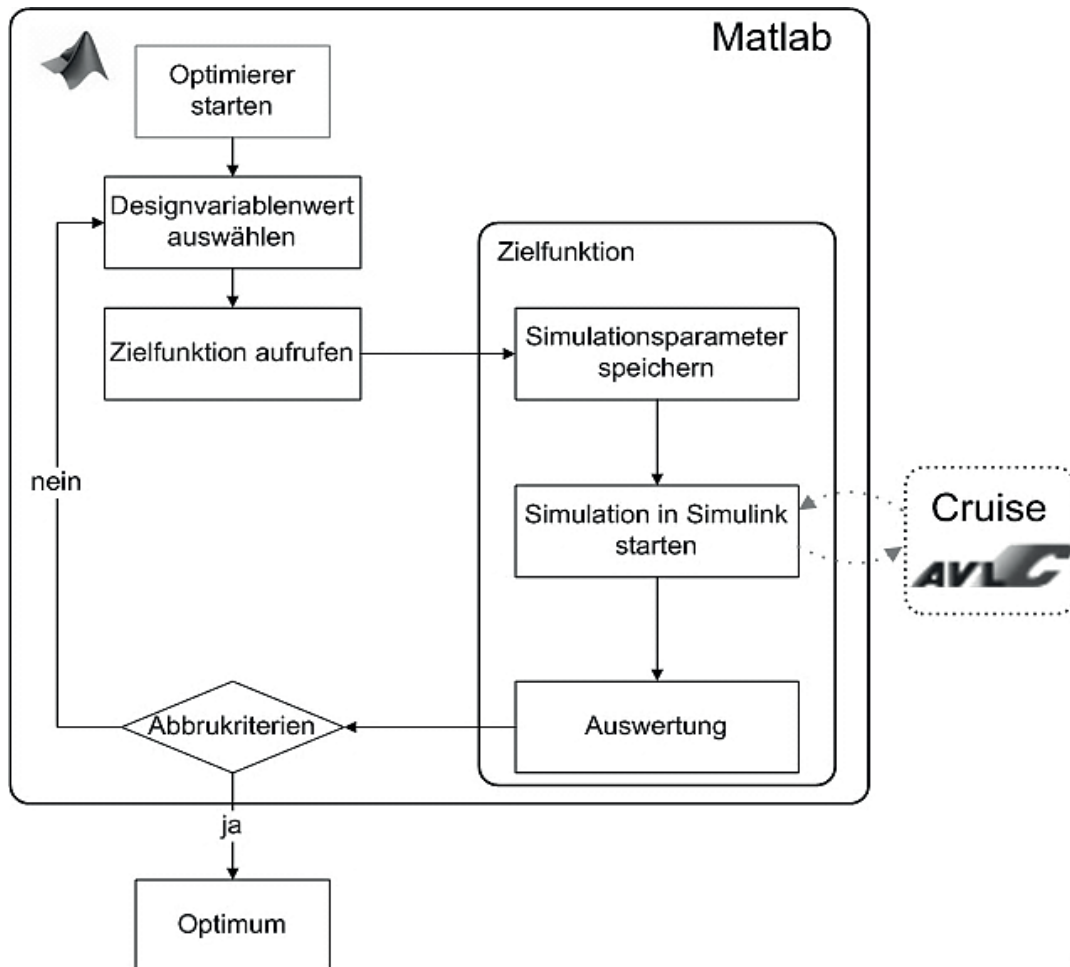 Matlab
Optimierer
starten
Designvariablenwert
auswählen
Zielfunktion aufrufen
Zielfunktion
Simulationsparameter
speichern
Simulation in Simulink
starten
Cruise
AVL C
Auswertung
Abbrukriterien
nein
ja
Optimum